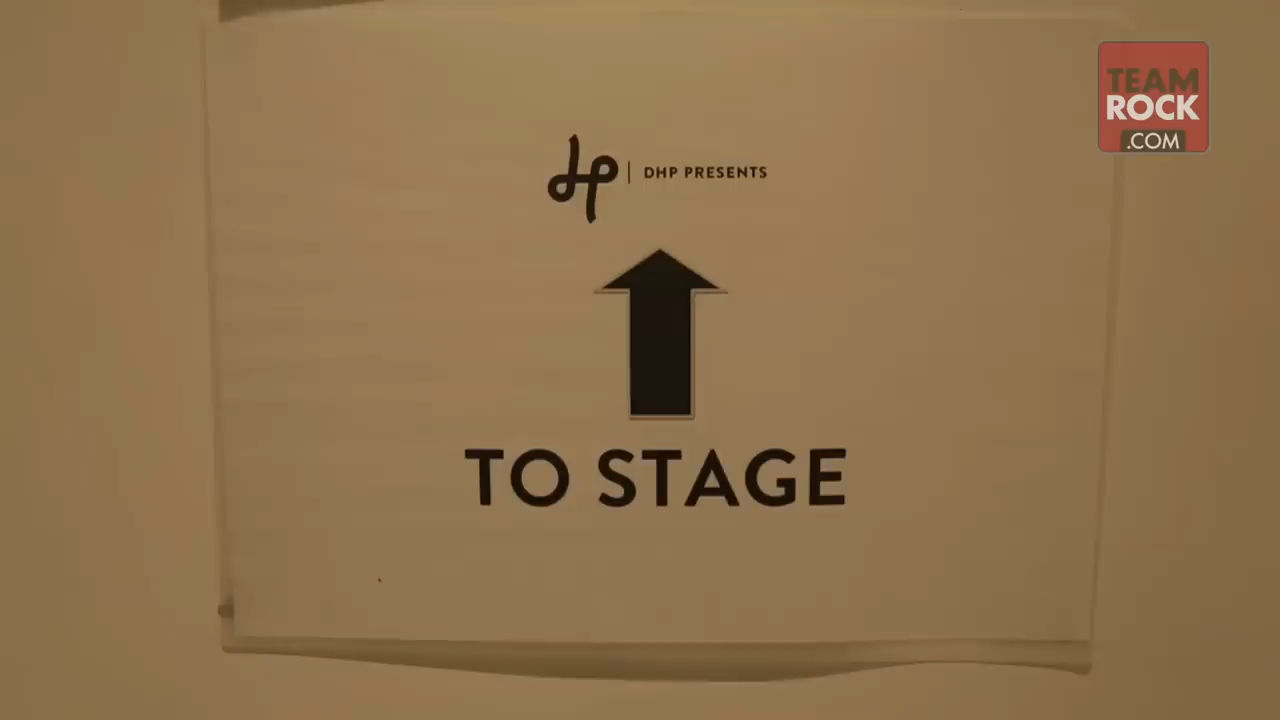 TEAM
ROCK
.COM
DHP PRESENTS
TO STAGE